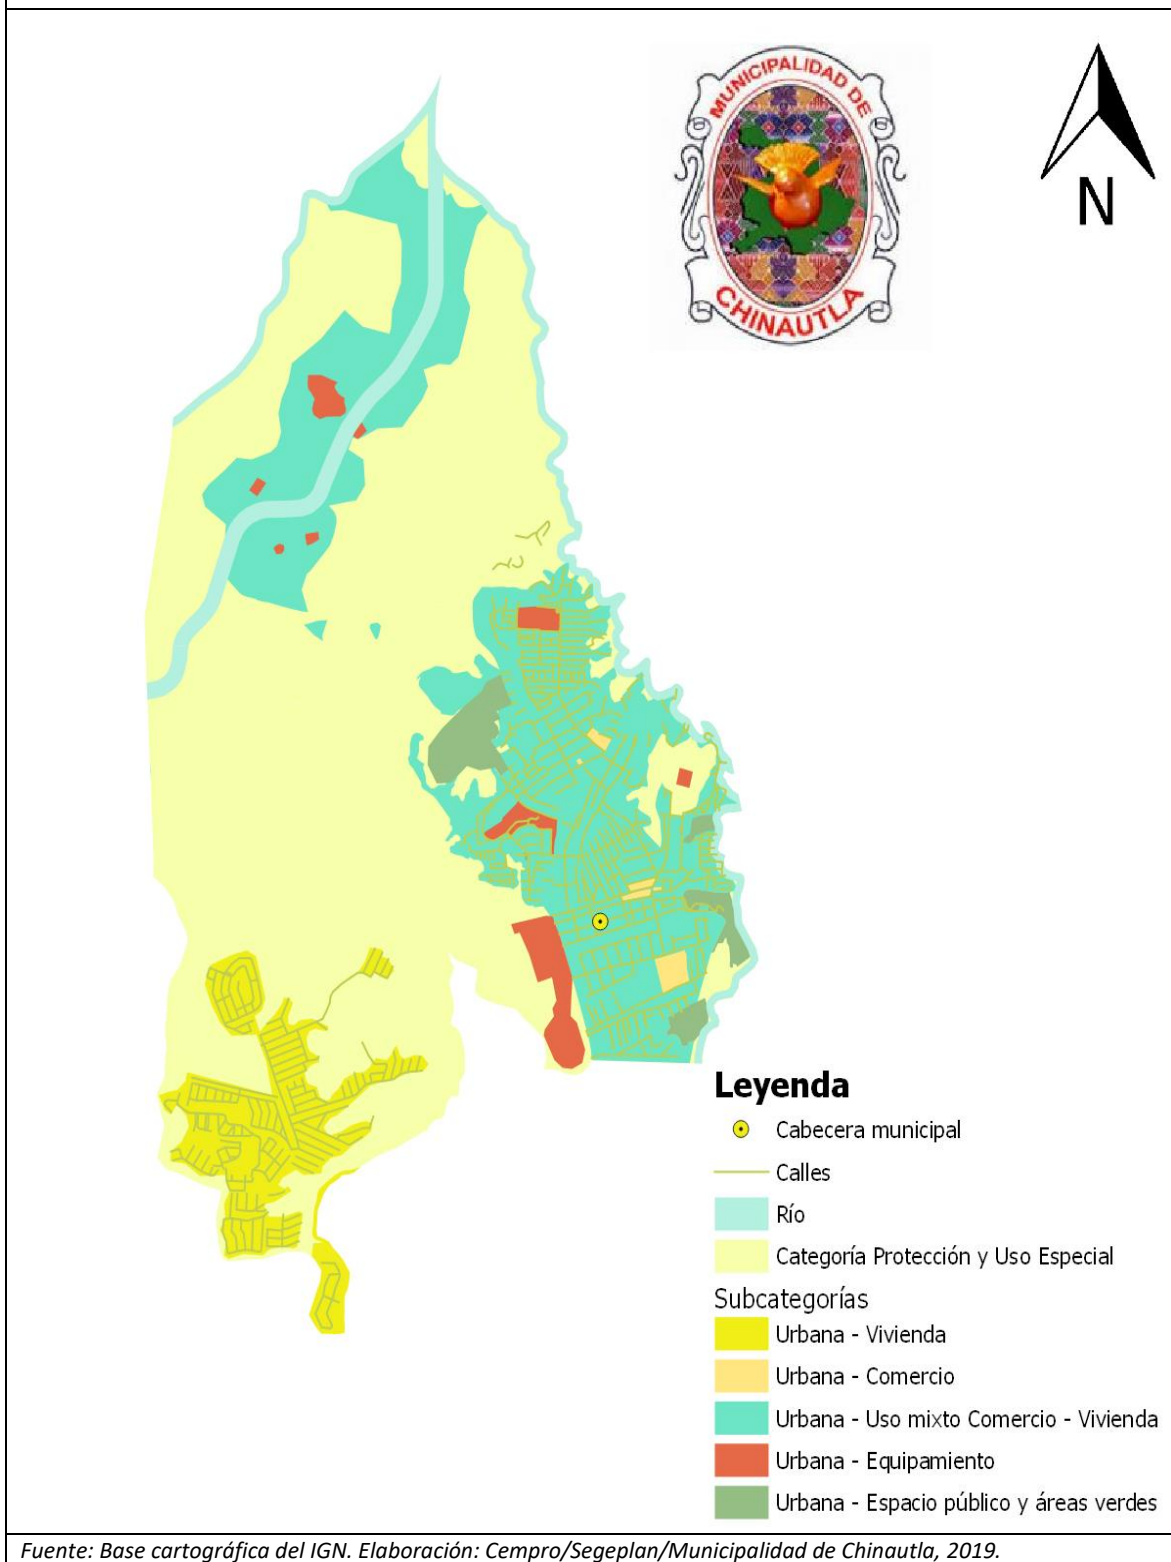 MUNICIPALIDAD DE
CHINAUTLA
N
Leyenda
Cabecera municipal
Calles
Río
Categoría Protección y Uso Especial
Subcategorías
Urbana - Vivienda
Urbana - Comercio
Urbana - Uso mixto Comercio - Vivienda
Urbana - Equipamiento
Urbana - Espacio público y áreas verdes
Fuente: Base cartográfica del IGN. Elaboración: Cempro/Segeplan/Municipalidad de Chinautla, 2019.